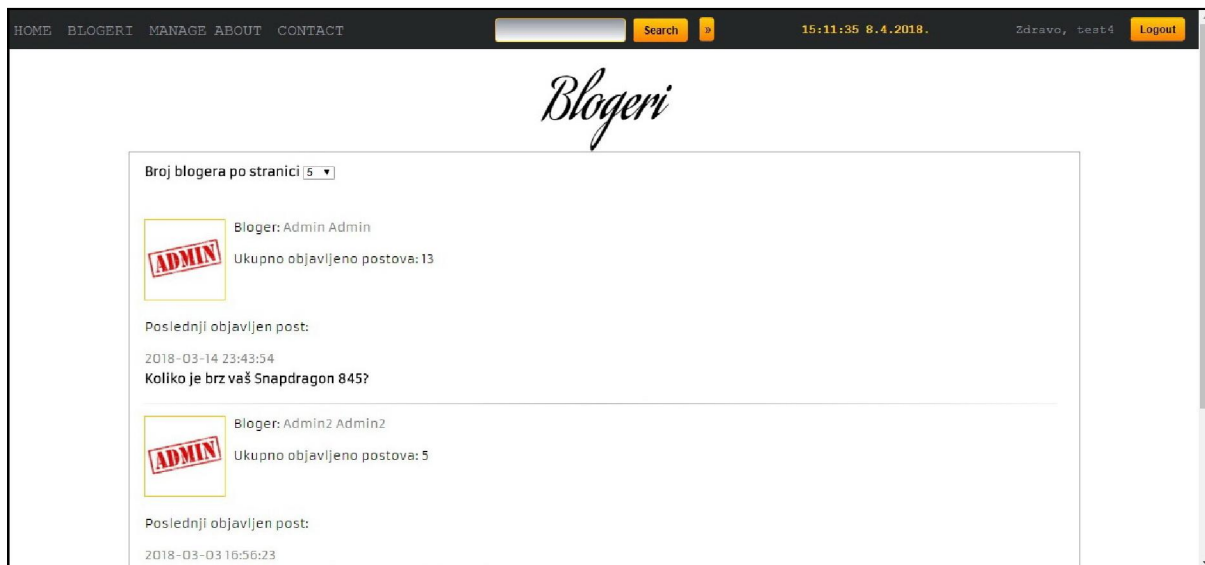 HOME BLOGERI MANAGE ABOUT CONTACT Search » 15:11:35 8.4.2018. Zdravo, test4 Logout
Blogeri
Broj blogera po stranici 5
Bloger: Admin Admin
ADMIN
Ukupno objavljeno postova: 13
Poslednji objavljen post:
2018-03-14 23:43:54
Koliko je brz vaš Snapdragon 845?
Bloger: Admin2 Admin2
ADMIN
Ukupno objavljeno postova: 5
Poslednji objavljen post:
2018-03-03 16:56:23